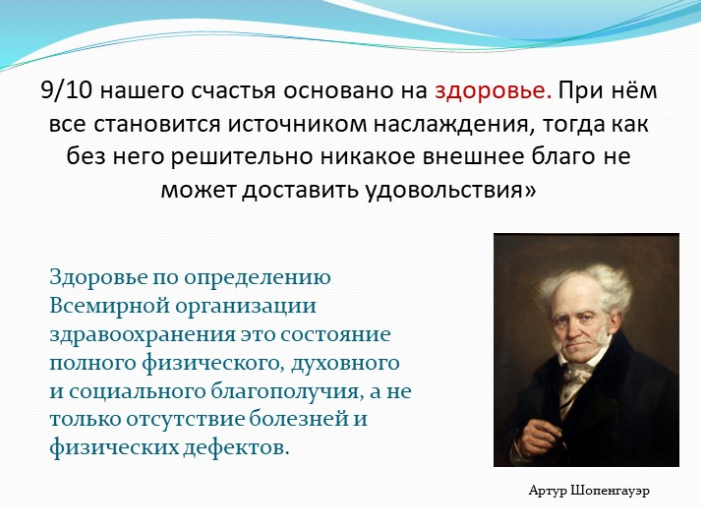 9/10 нашего счастья основано на здоровье. При нём
все становится источником наслаждения, тогда как
без него решительно никакое внешнее благо не
может доставить удовольствия»
Здоровье по определению
Всемирной организации
здравоохранения это состояние
полного физического, духовного
и социального благополучия, а не
только отсутствие болезней и
физических дефектов.
Артур Шопенгауэр